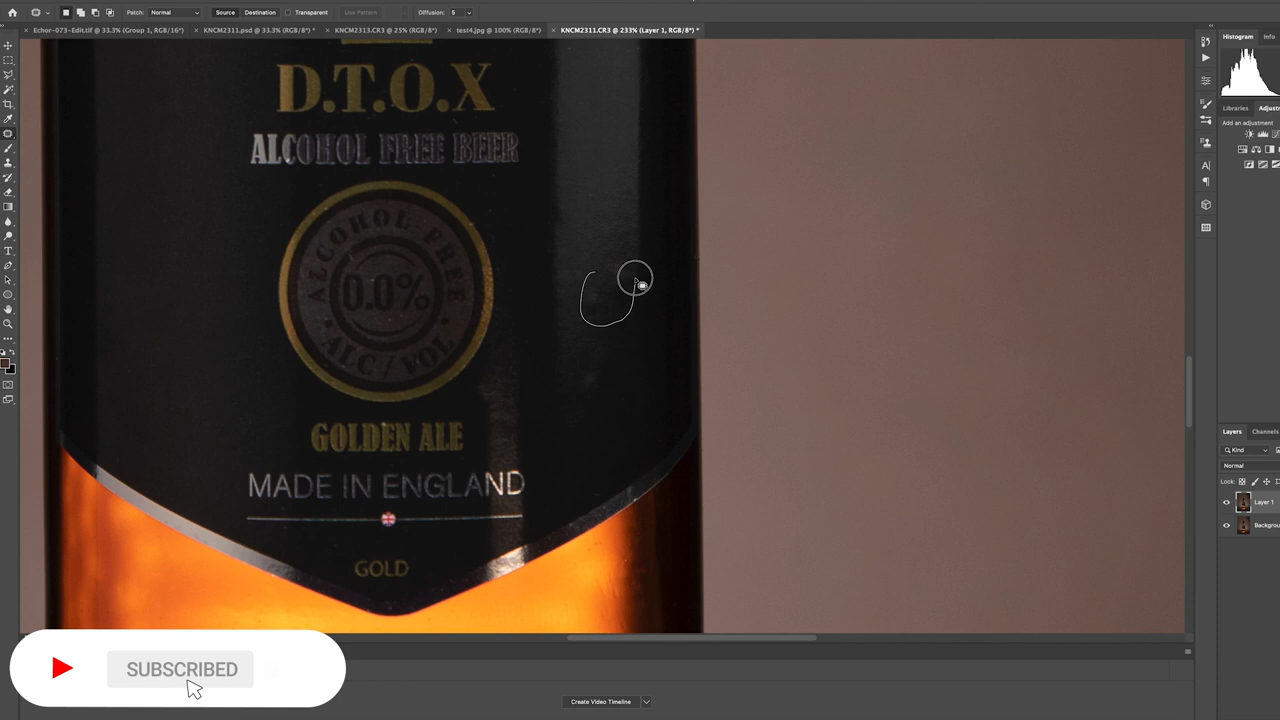 Patch: Normal Source Destination Transparent Use Pattern Diffusion: 5
Echor-073-Edit.tif @ 33.3% (Group 1, RGB/16*) KNCM2311.psd @ 33.3% (RGB/8*) * KNCM2313.CR3 @ 25% (RGB/8*) test4.jpg @ 100% (RGB/8*) KNCM2311.CR3 @ 233% (Layer 1, RGB/8*) *
Histogram Info
D.T.O.X
ALCOHOL FREE BEER
ALCOHOL-FREE
0.0%
ALC/VOL
GOLDEN ALE
MADE IN ENGLAND
GOLD
Libraries Adjustm
Add an adjustment
Layers Channels
Kind
Normal
Lock:
Layer 1
Backgrou
SUBSCRIBED
Create Video Timeline